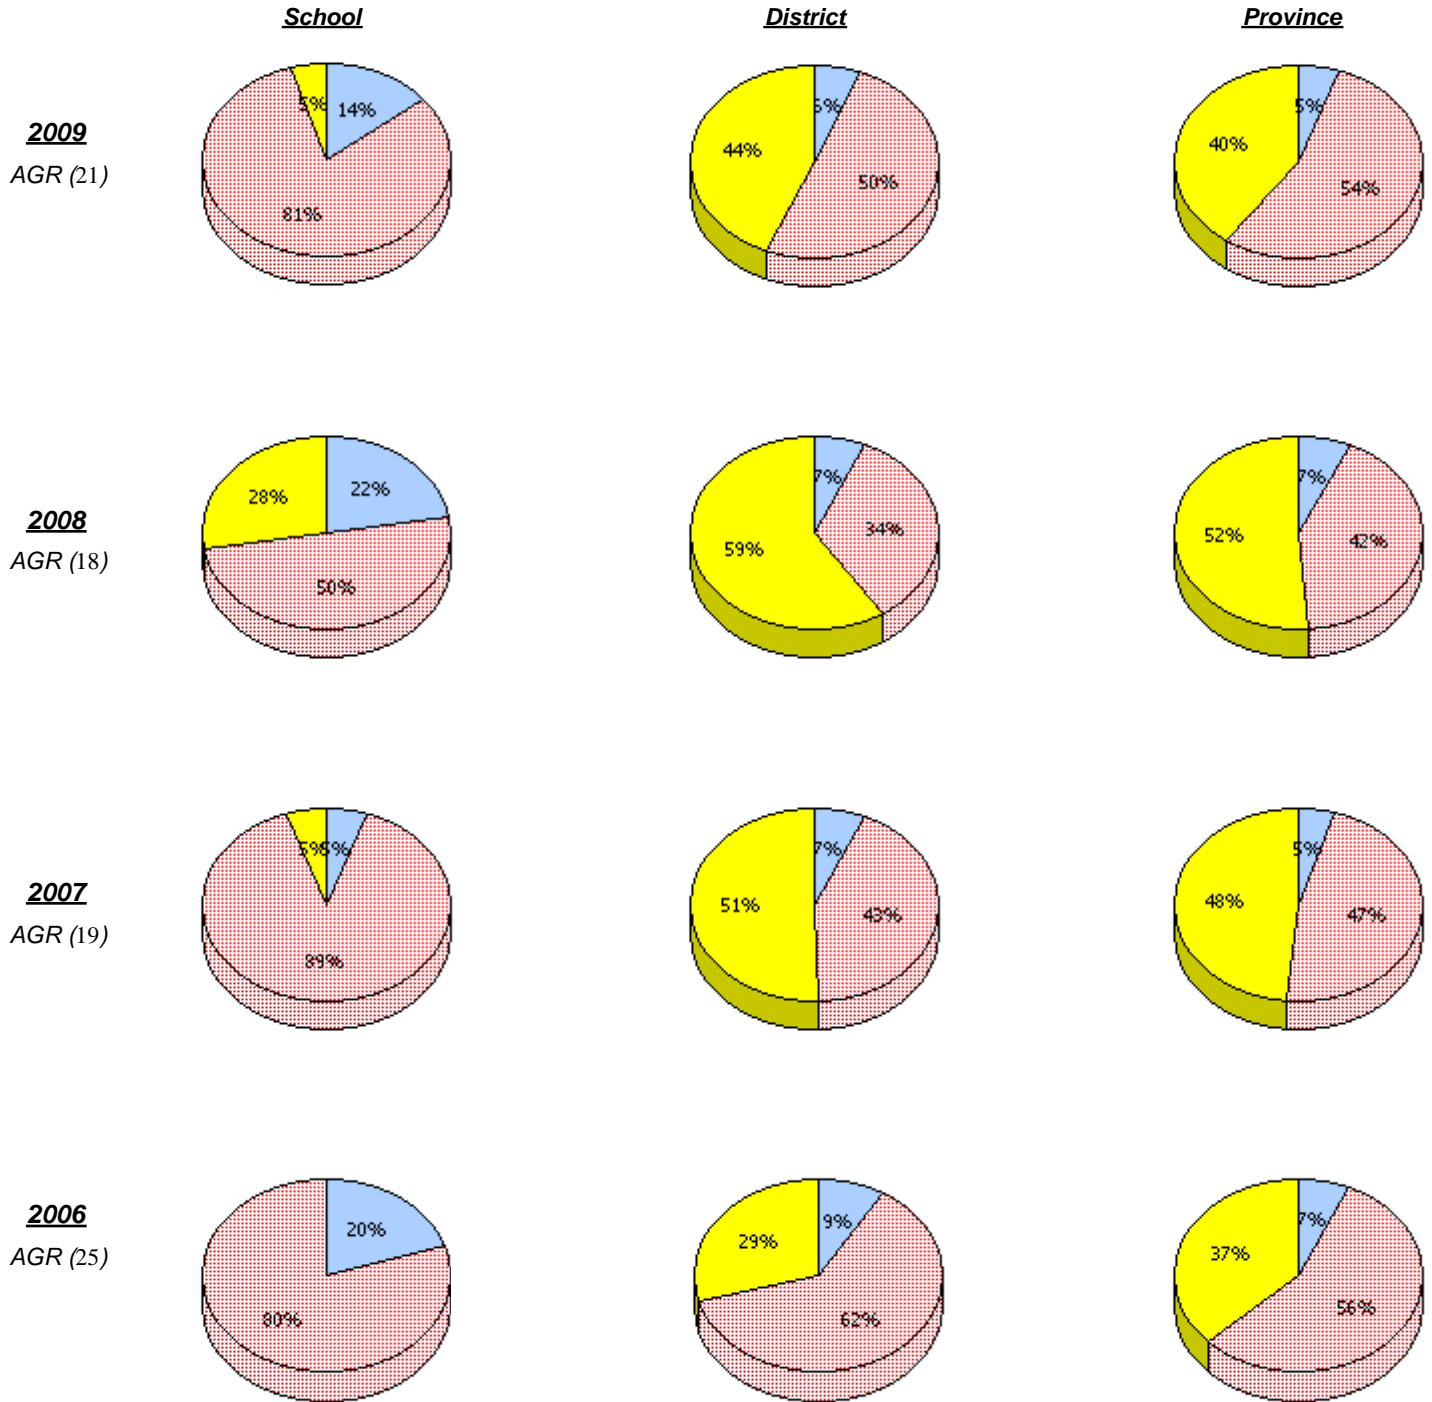 School District Province
2009
AGR (21)
5% 14% 81%
44% 6% 50%
40% 5% 54%
2008
AGR (18)
28% 22% 50%
59% 7% 34%
52% 7% 42%
2007
AGR (19)
5% 5% 89%
51% 7% 43%
48% 5% 47%
2006
AGR (25)
20% 80%
29% 9% 62%
37% 7% 56%